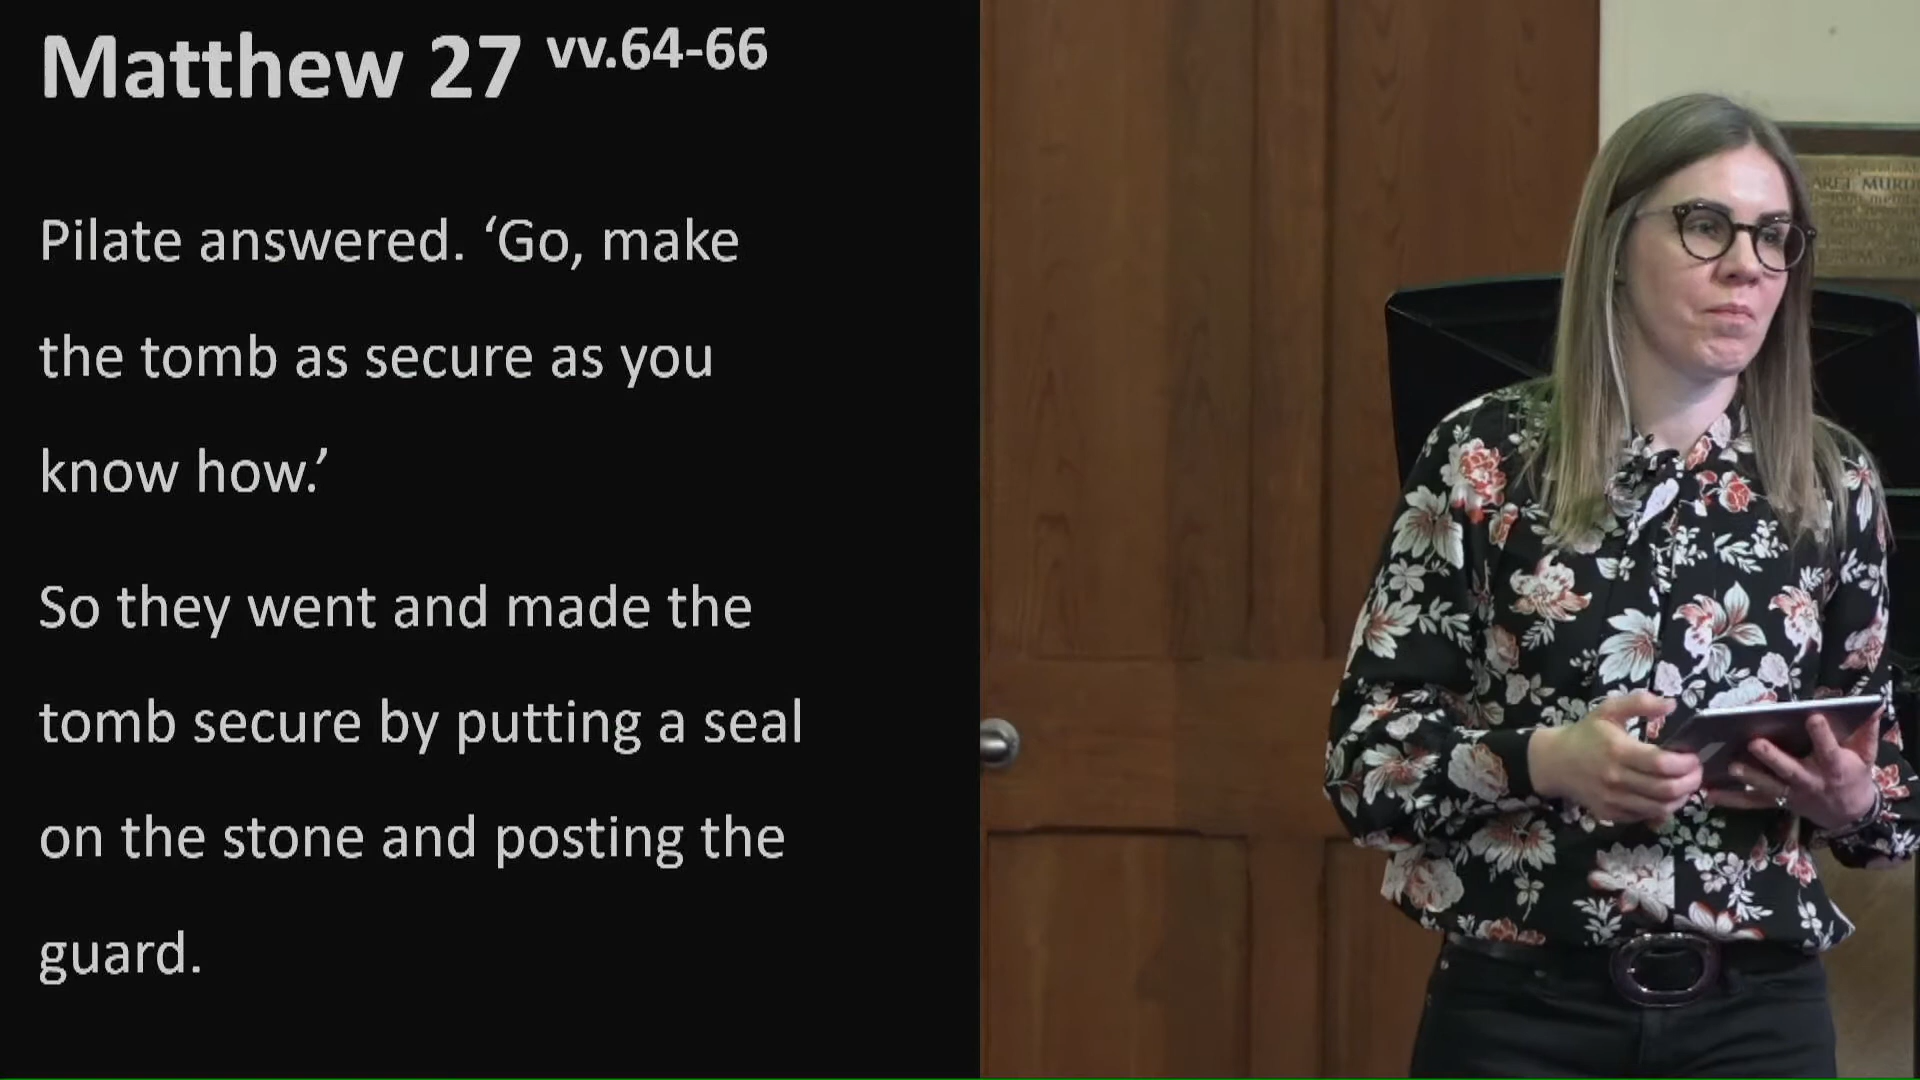 Matthew 27 vv.64-66
Pilate answered. ‘Go, make
the tomb as secure as you
know how.’
So they went and made the
tomb secure by putting a seal
on the stone and posting the
guard.